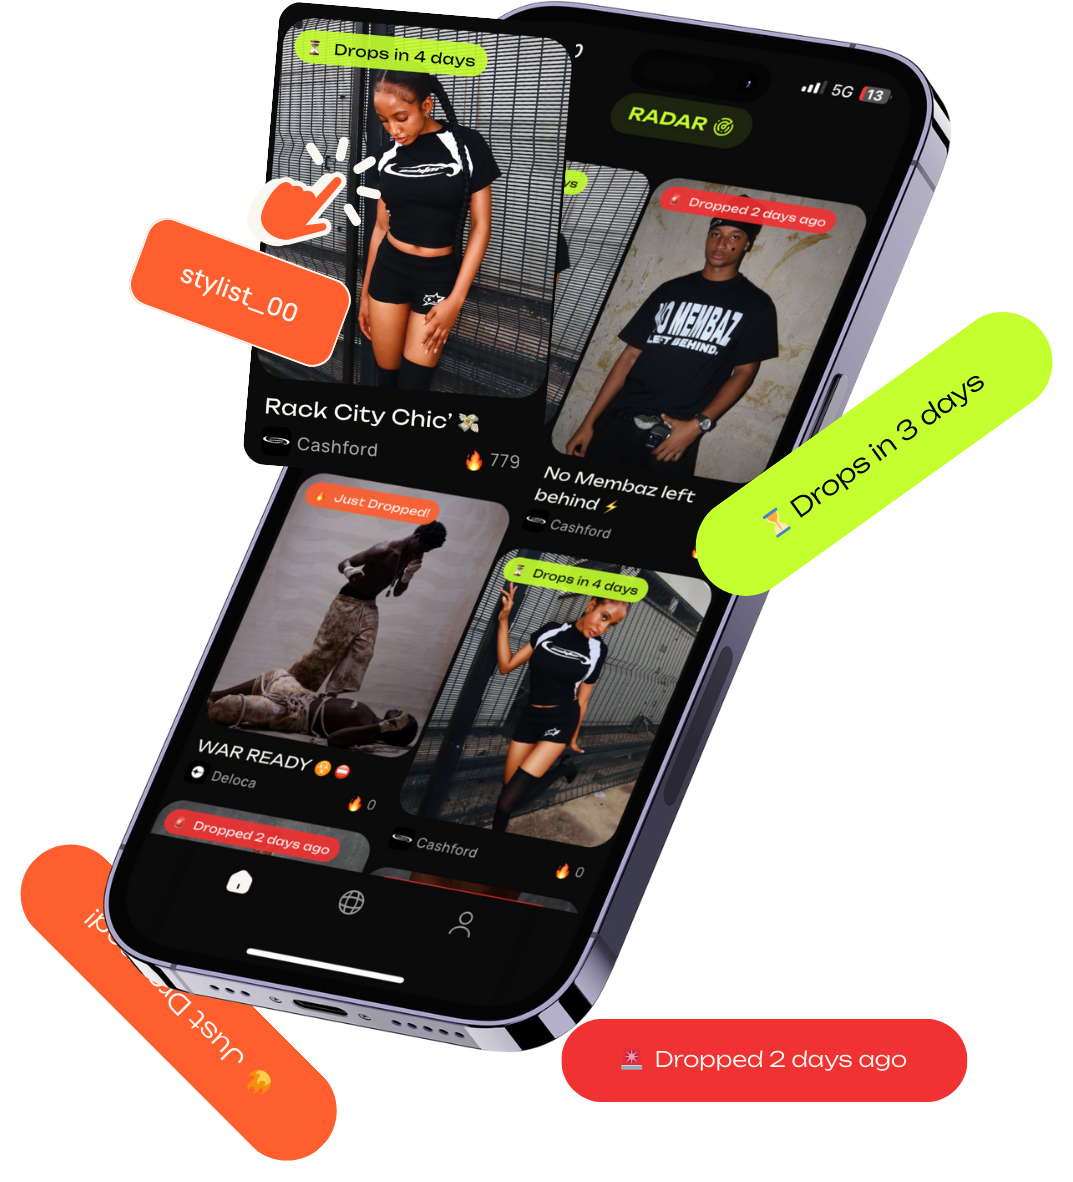 Drops in 4 days
5G 13
RADAR
Dropped 2 days ago
NO MEMBAZ
LEFT BEHIND.
stylist_00
Rack City Chic’
Cashford
779
No Membaz left
behind
Cashford
Drops in 3 days
Just Dropped!
Drops in 4 days
WAR READY
Deloca
0
Dropped 2 days ago
Cashford
0
Just Dro
Dropped 2 days ago